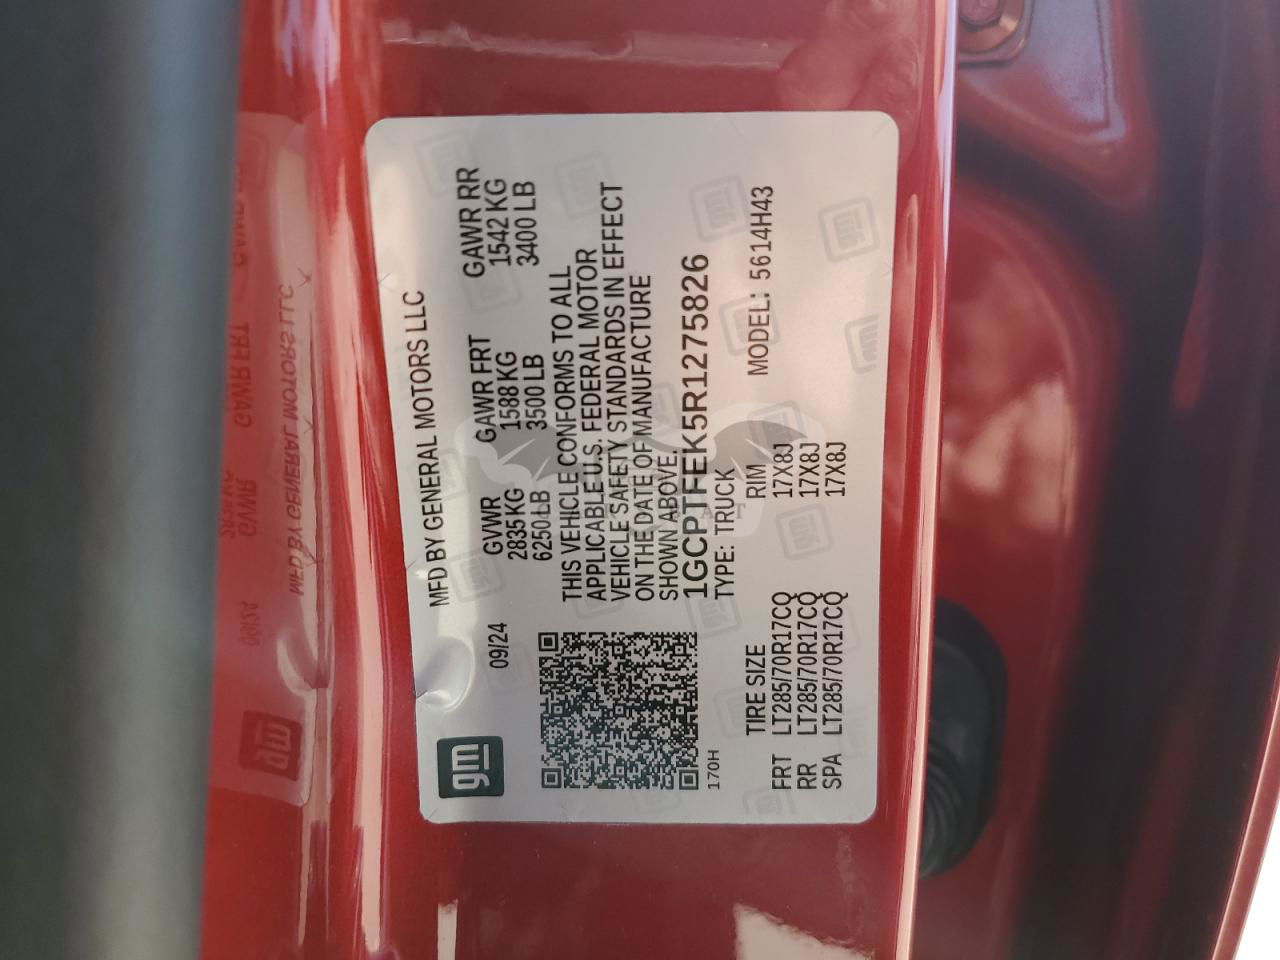 gm
MFD BY GENERAL MOTORS LLC
09/24
GVWR GAWR FRT GAWR RR
2835 KG 1588 KG 1542 KG
6250 LB 3500 LB 3400 LB
THIS VEHICLE CONFORMS TO ALL
APPLICABLE U.S. FEDERAL MOTOR
VEHICLE SAFETY STANDARDS IN EFFECT
ON THE DATE OF MANUFACTURE
SHOWN ABOVE.
1GCPTFEK5R1275826
170H
TYPE: TRUCK
MODEL: 5614H43
TIRE SIZE RIM
FRT LT285/70R17CQ 17X8J
RR LT285/70R17CQ 17X8J
SPA LT285/70R17CQ 17X8J